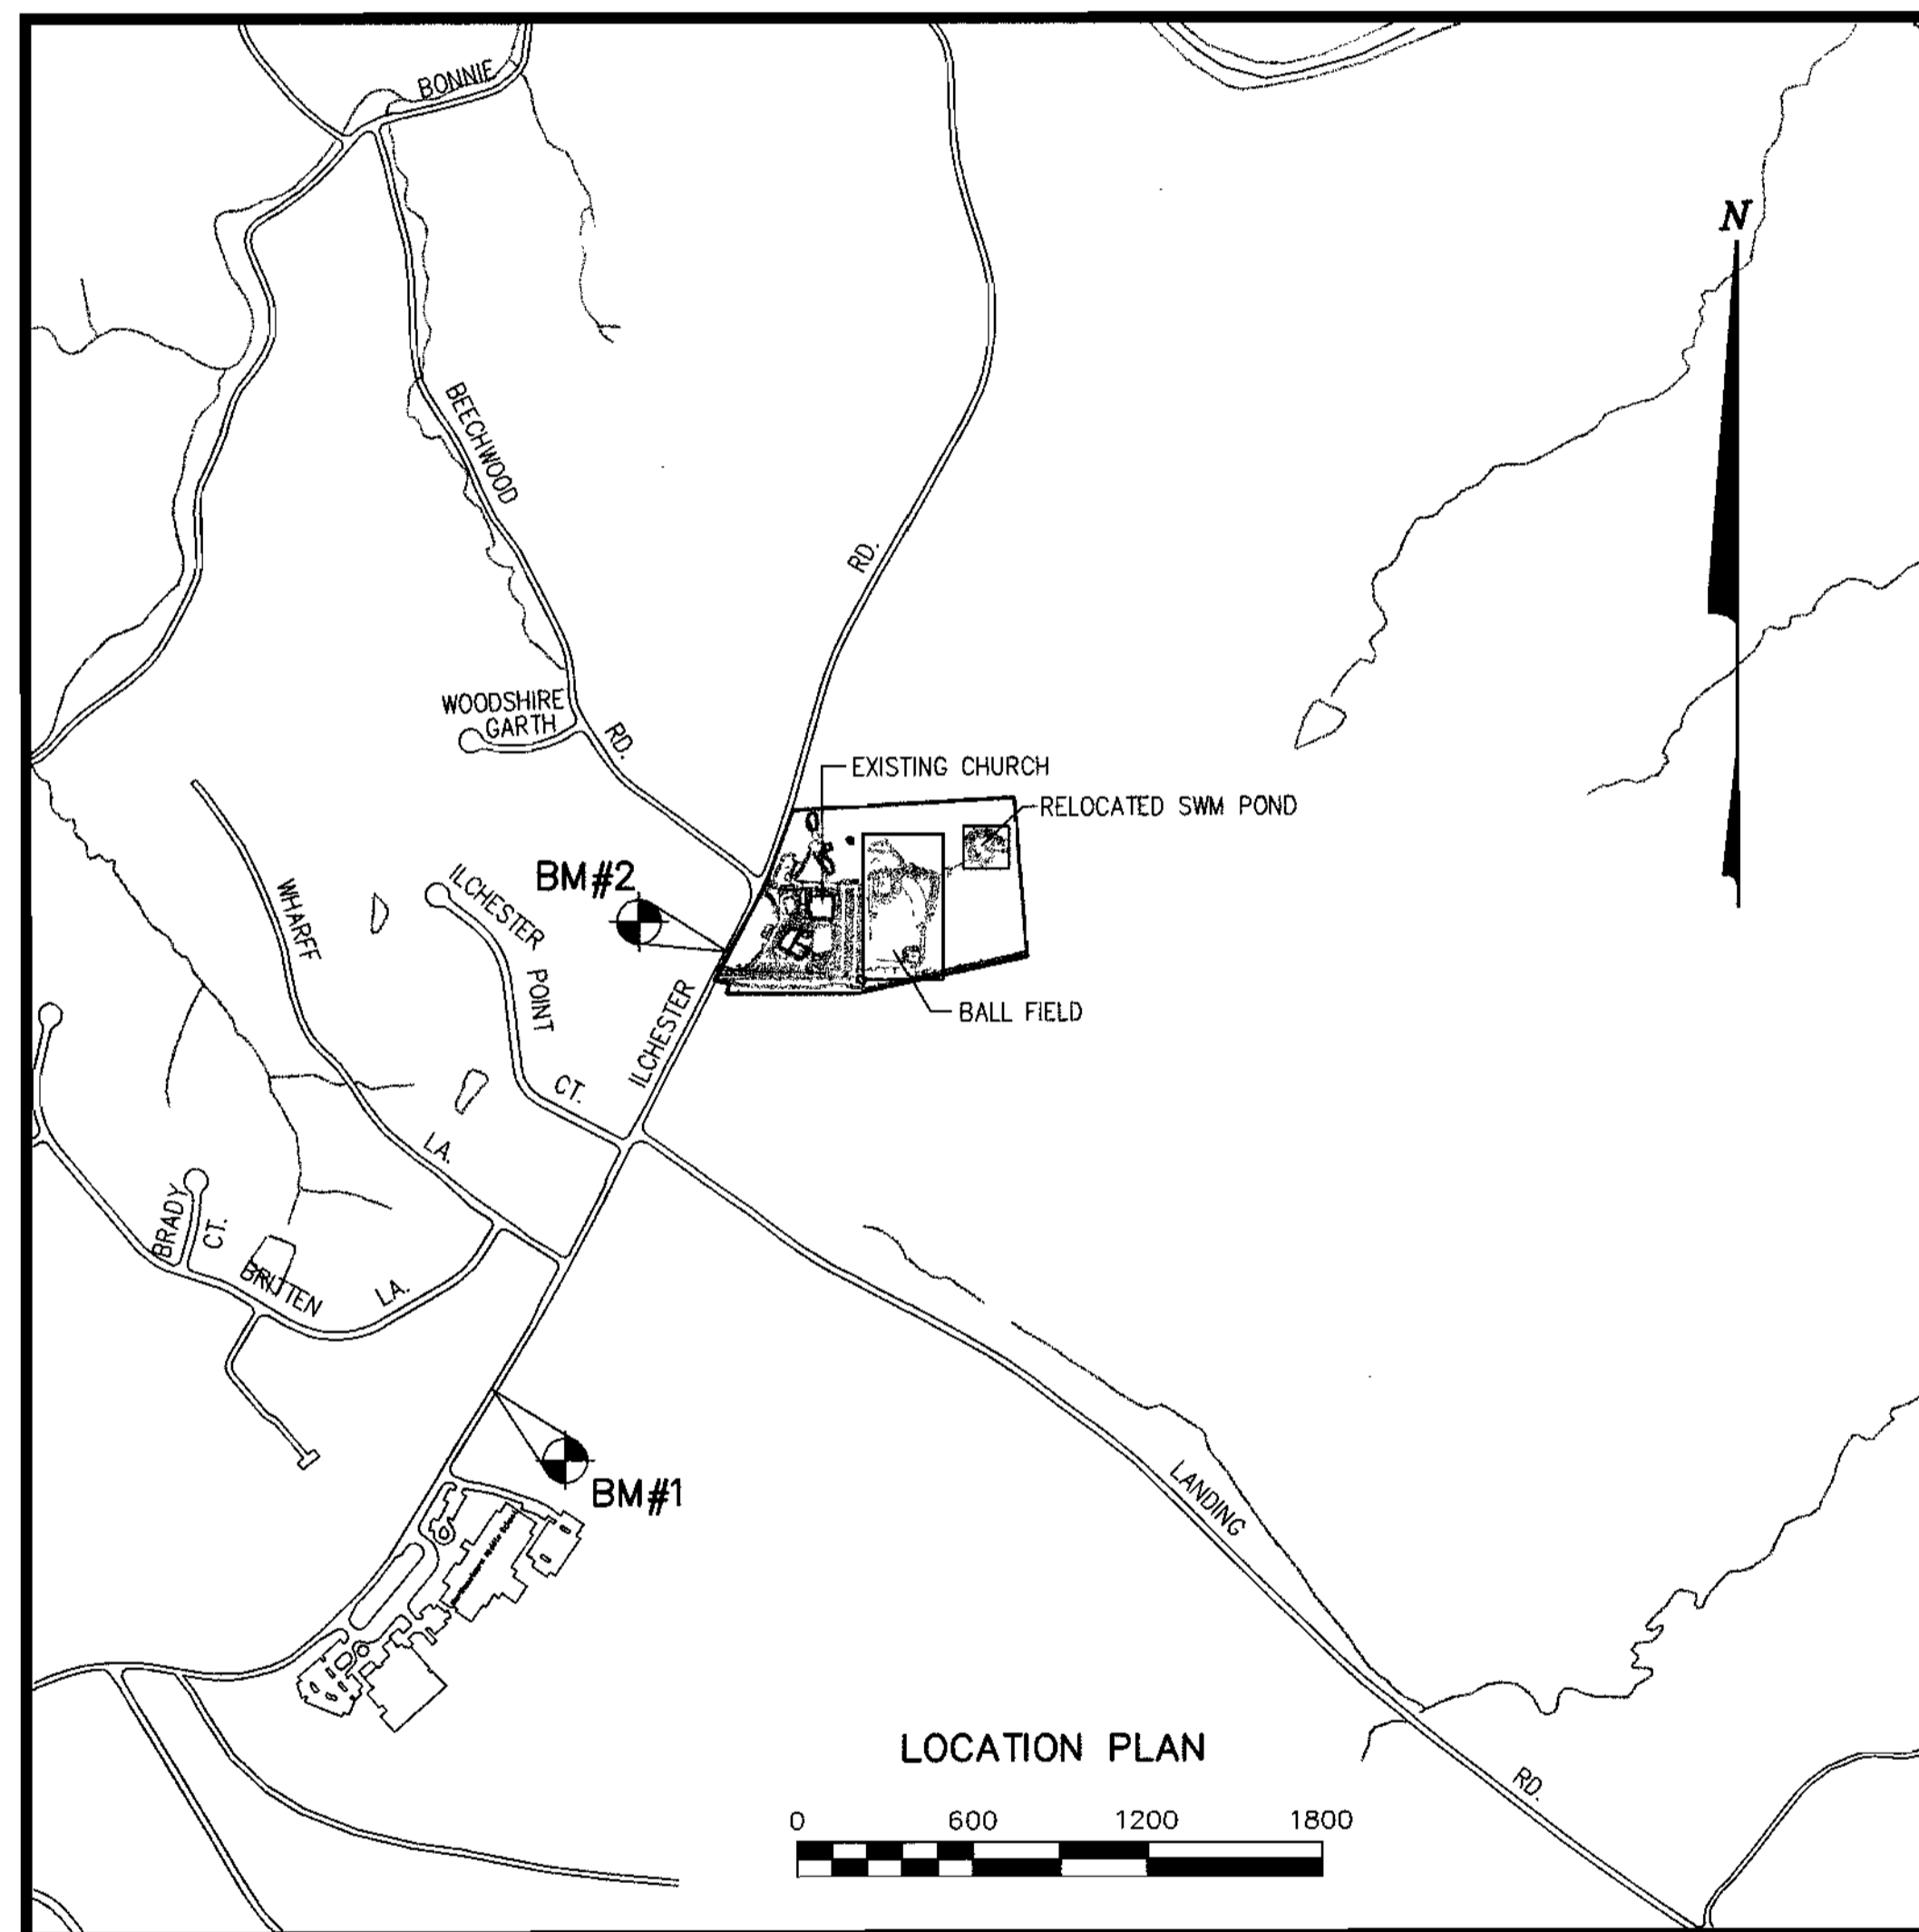 BONNIE
N
BEECHWOOD
RD.
RD.
WOODSHIRE
GARTH
EXISTING CHURCH
RELOCATED SWM POND
BM#2
ILCHESTER
POINT
CT.
WHARFF
LA.
ILCHESTER
BALL FIELD
BRADY
CT.
BRITTEN
LA.
BM#1
LANDING
RD.
LOCATION PLAN
0 600 1200 1800